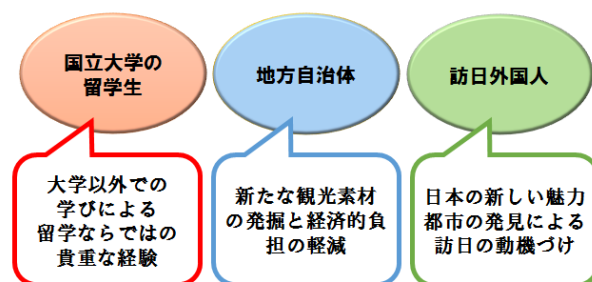 国立大学の
留学生
地方自治体
訪日外国人
大学以外での
学びによる
留学ならではの
貴重な経験
新たな観光素材
の発掘と経済的負
担の軽減
日本の新しい魅力
都市の発見による
訪日の動機づけ